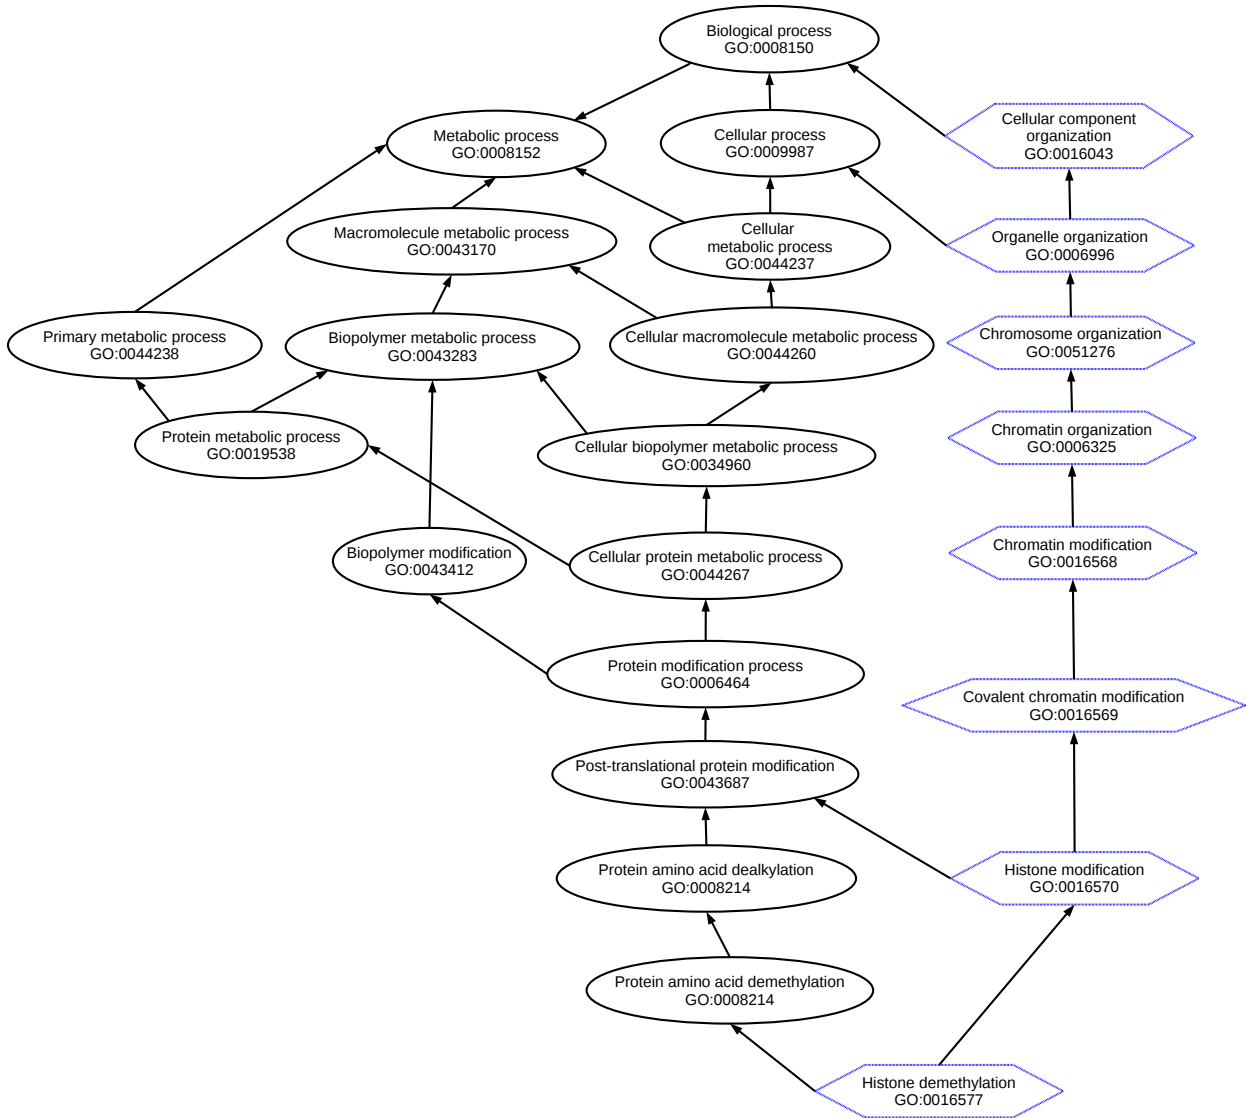 Biological process
GO:0008150
Cellular component
organization
GO:0016043
Metabolic process
GO:0008152
Cellular process
GO:0009987
Macromolecule metabolic process
GO:0043170
Cellular
metabolic process
GO:0044237
Organelle organization
GO:0006996
Primary metabolic process
GO:0044238
Biopolymer metabolic process
GO:0043283
Cellular macromolecule metabolic process
GO:0044260
Chromosome organization
GO:0051276
Protein metabolic process
GO:0019538
Cellular biopolymer metabolic process
GO:0034960
Chromatin organization
GO:0006325
Biopolymer modification
GO:0043412
Cellular protein metabolic process
GO:0044267
Chromatin modification
GO:0016568
Protein modification process
GO:0006464
Covalent chromatin modification
GO:0016569
Post-translational protein modification
GO:0043687
Protein amino acid dealkylation
GO:0008214
Histone modification
GO:0016570
Protein amino acid demethylation
GO:0008214
Histone demethylation
GO:0016577